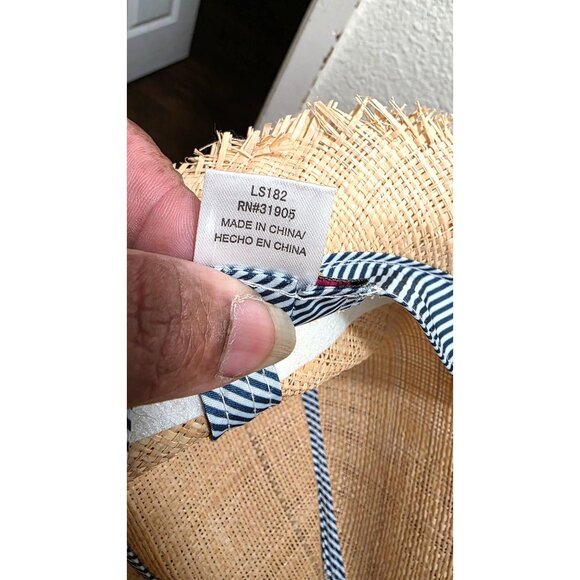 LS182
RN#31905
MADE IN CHINA/
HECHO EN CHINA